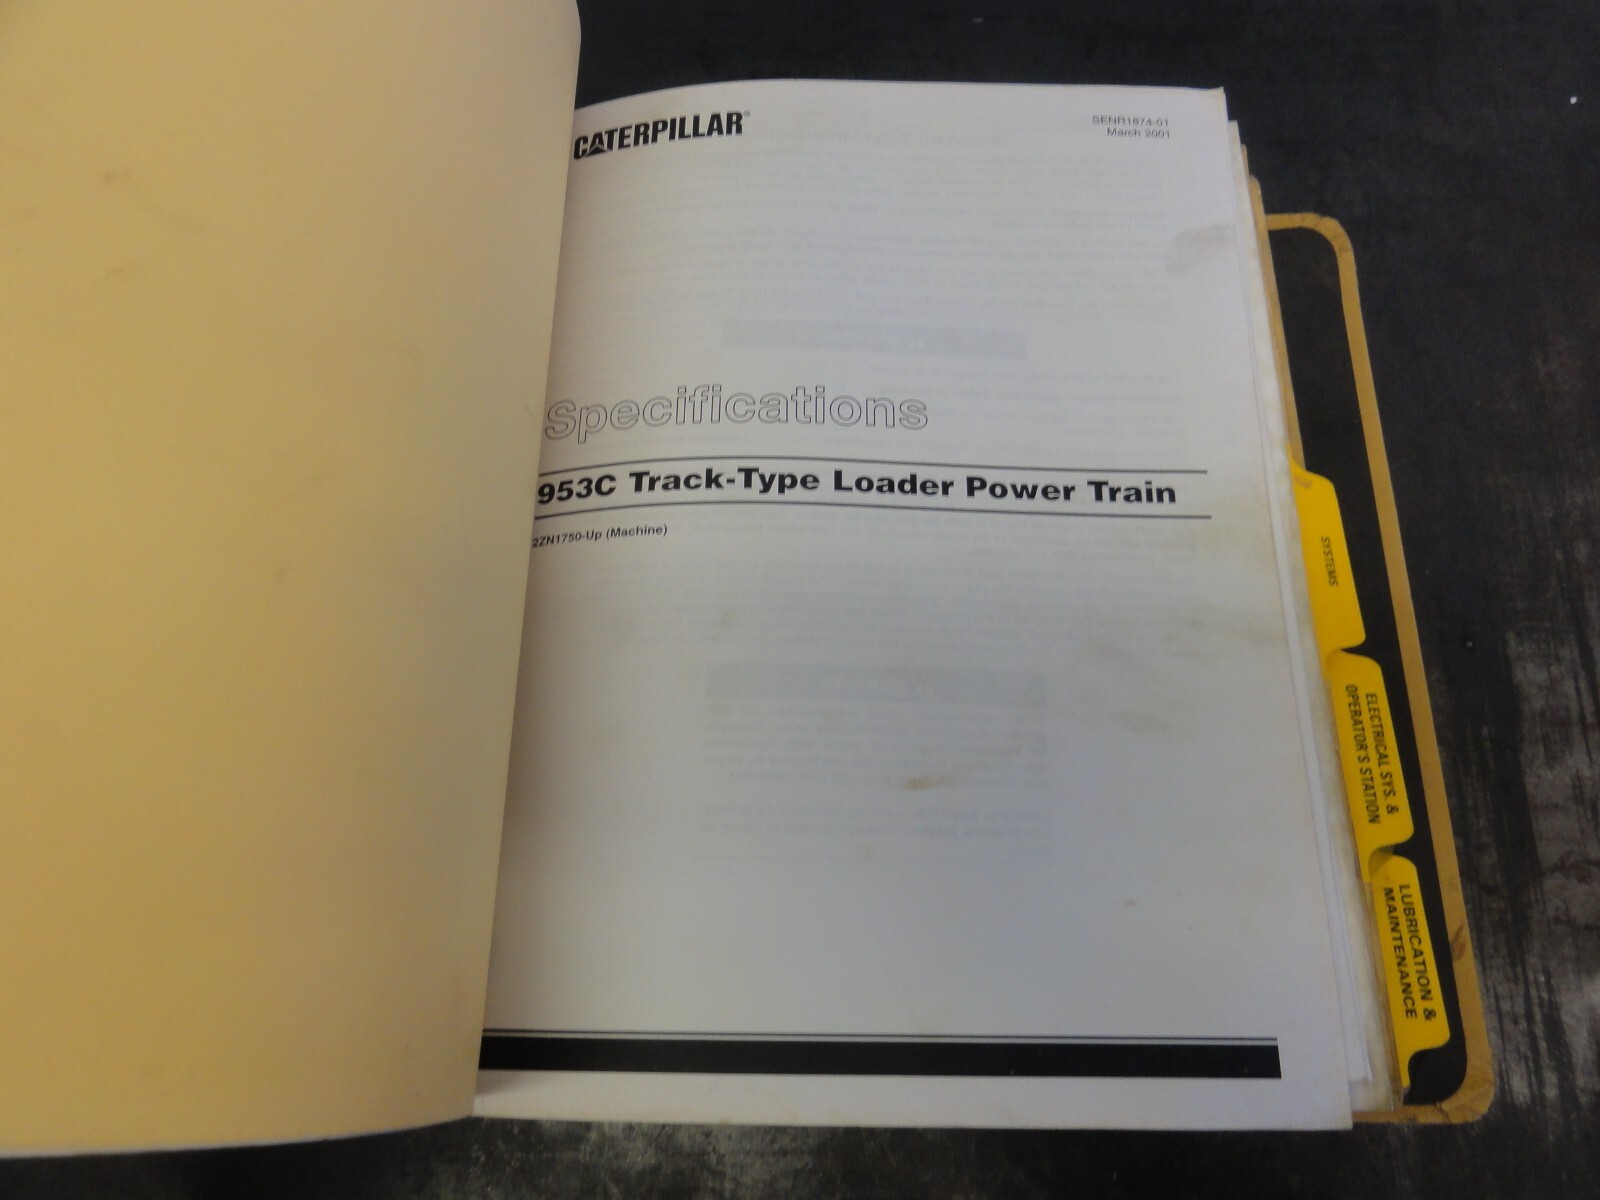 CATERPILLAR
SENR1874-01
March 2001
Specifications
953C Track-Type Loader Power Train
2ZN1750-Up (Machine)
SYSTEMS
ELECTRICAL SYS. &
OPERATOR'S STATION
LUBRICATION &
MAINTENANCE